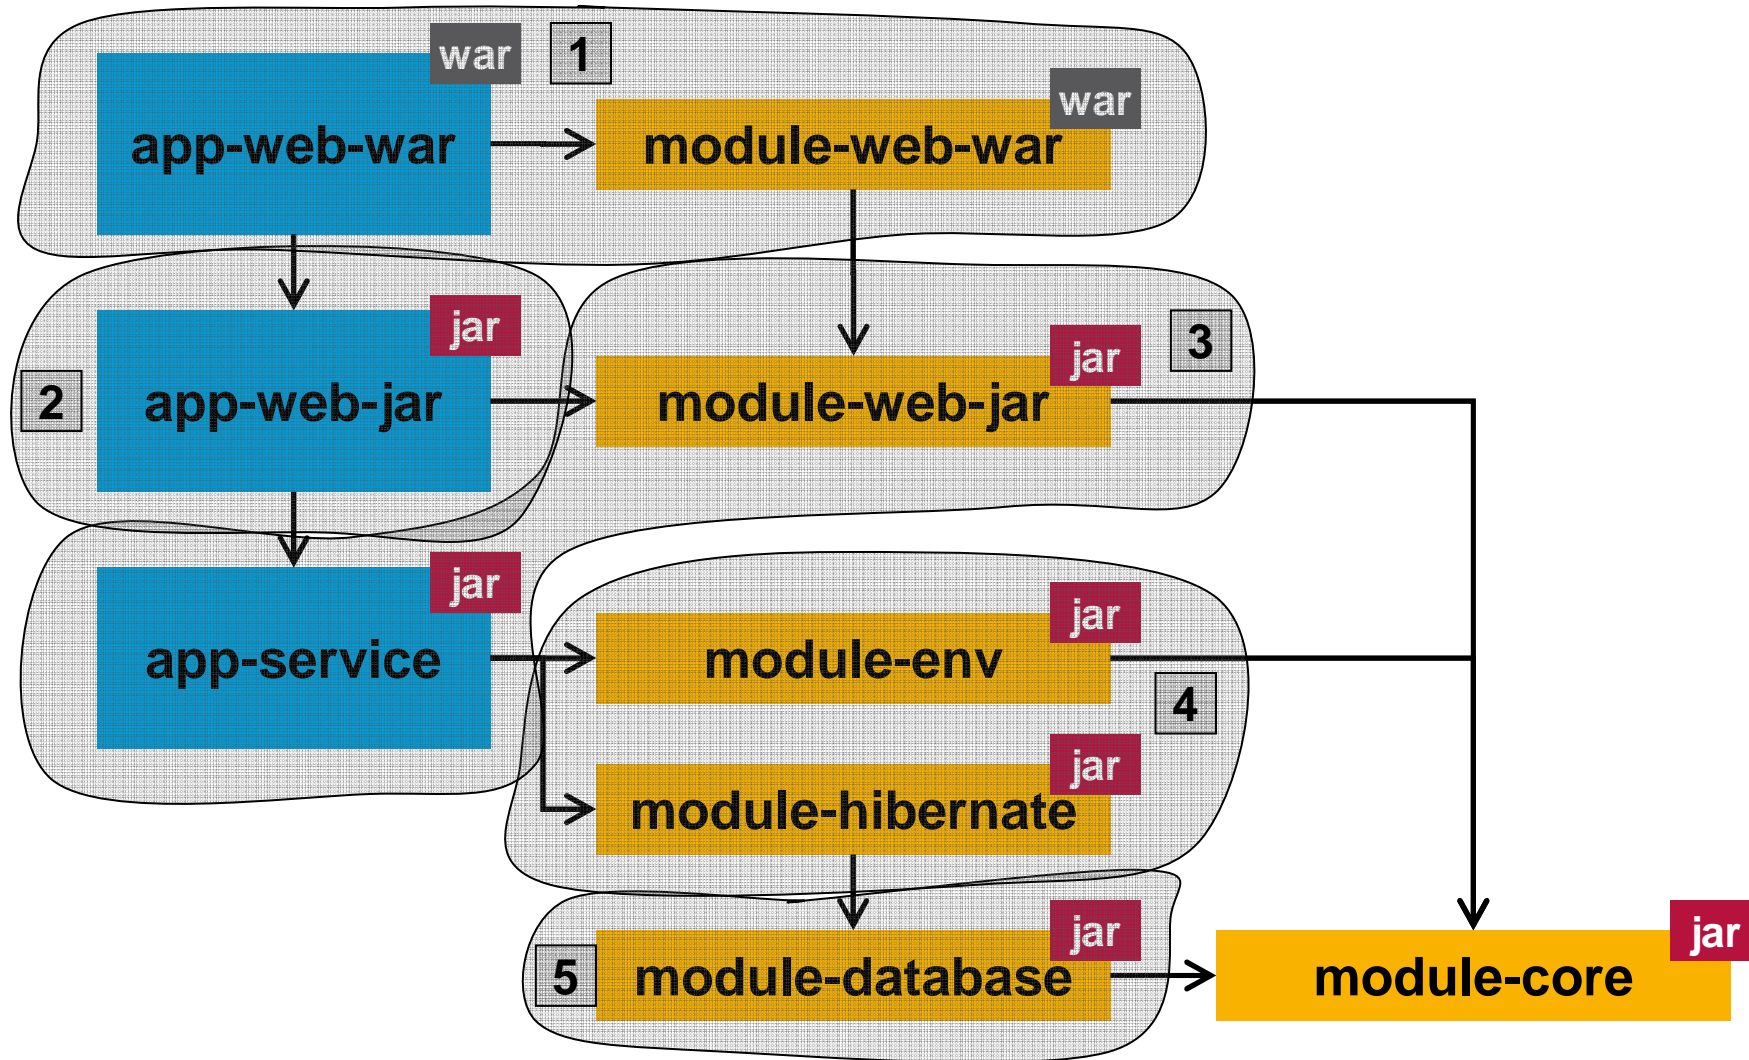 war
1
war
app-web-war
module-web-war
jar
3
jar
2
app-web-jar
module-web-jar
jar
jar
app-service
module-env
4
jar
module-hibernate
jar
jar
5
module-database
module-core